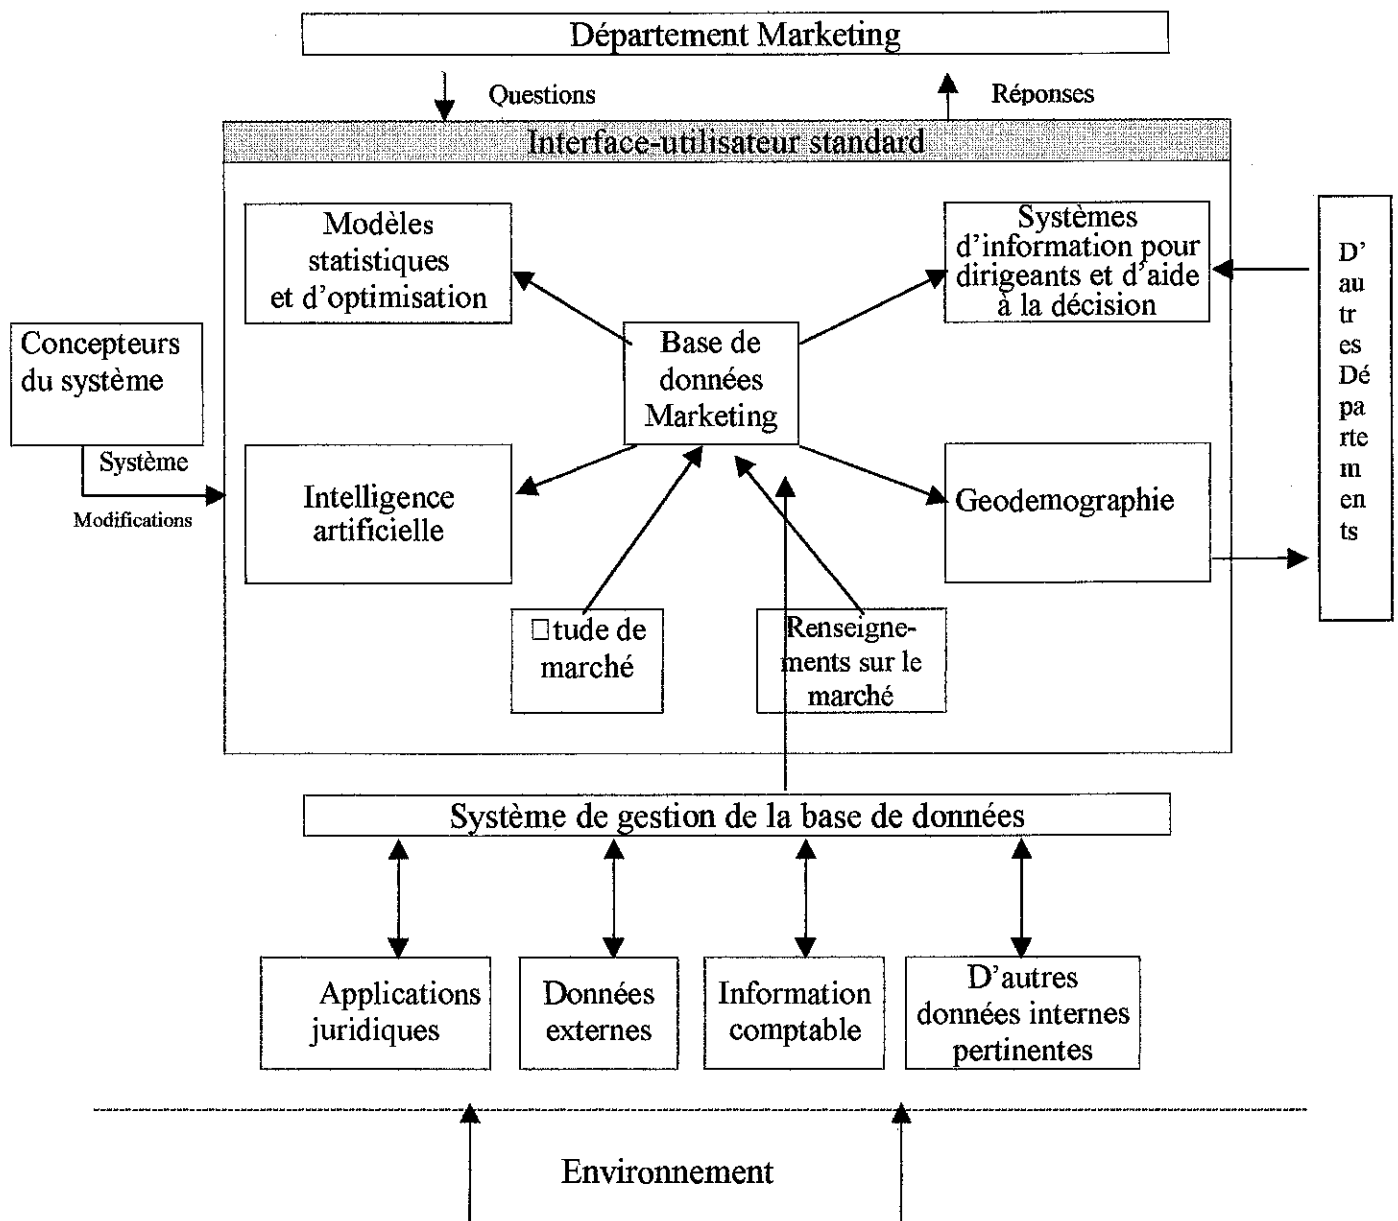 Département Marketing
Questions
Réponses
Interface-utilisateur standard
Modèles
statistiques
et d'optimisation
Systèmes
d'information pour
dirigeants et d'aide
à la décision
D'
au
tr
es
Dé
pa
rte
m
en
ts
Concepteurs
du système
Base de
données
Marketing
Système
Modifications
Intelligence
artificielle
Geodemographie
□tude de
marché
Renseigne-
ments sur le
marché
Système de gestion de la base de données
Applications
juridiques
Données
externes
Information
comptable
D'autres
données internes
pertinentes
Environnement